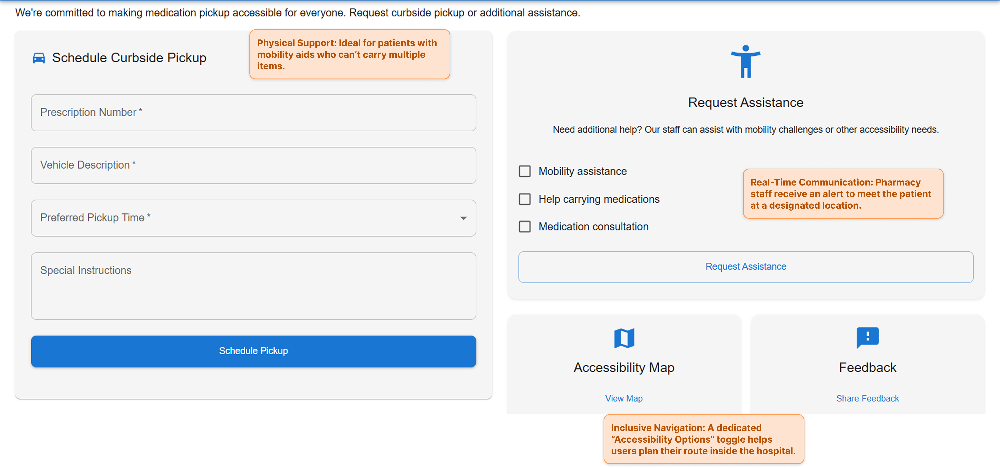 We're committed to making medication pickup accessible for everyone. Request curbside pickup or additional assistance.
Schedule Curbside Pickup
Physical Support: Ideal for patients with
mobility aids who can’t carry multiple
items.
Prescription Number *
Vehicle Description *
Preferred Pickup Time *
Special Instructions
Schedule Pickup
Request Assistance
Need additional help? Our staff can assist with mobility challenges or other accessibility needs.
Mobility assistance
Help carrying medications
Medication consultation
Real-Time Communication: Pharmacy
staff receive an alert to meet the patient
at a designated location.
Request Assistance
Accessibility Map
View Map
Feedback
Share Feedback
Inclusive Navigation: A dedicated
“Accessibility Options” toggle helps
users plan their route inside the hospital.